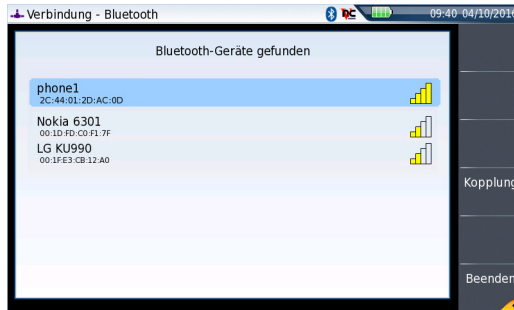 Verbindung - Bluetooth
09:40 04/10/2016
Bluetooth-Geräte gefunden
phone1
2C:44:01:2D:AC:0D
Nokia 6301
00:1D:FD:C0:F1:7F
LG KU990
00:1F:E3:CB:12:A0
Kopplung
Beenden